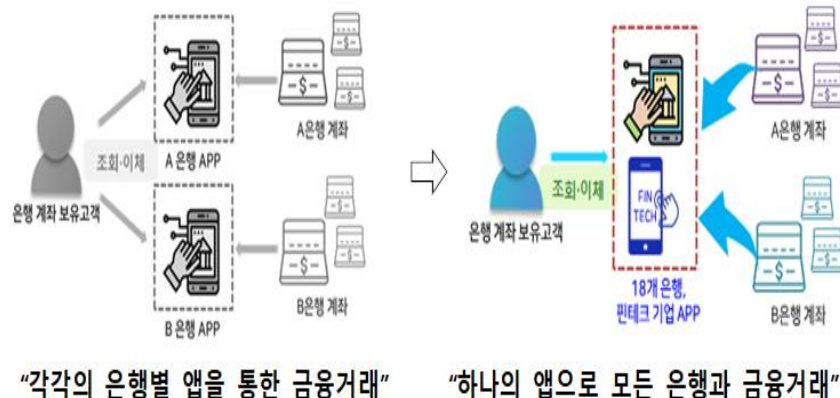 A 은행 APP
A은행 계좌
조회·이체
은행 계좌 보유고객
B 은행 APP
B은행 계좌
"각각의 은행별 앱을 통한 금융거래"
A은행 계좌
조회·이체
FIN
TECH
은행 계좌 보유고객
18개 은행,
핀테크 기업 APP
B은행 계좌
"하나의 앱으로 모든 은행과 금융거래"